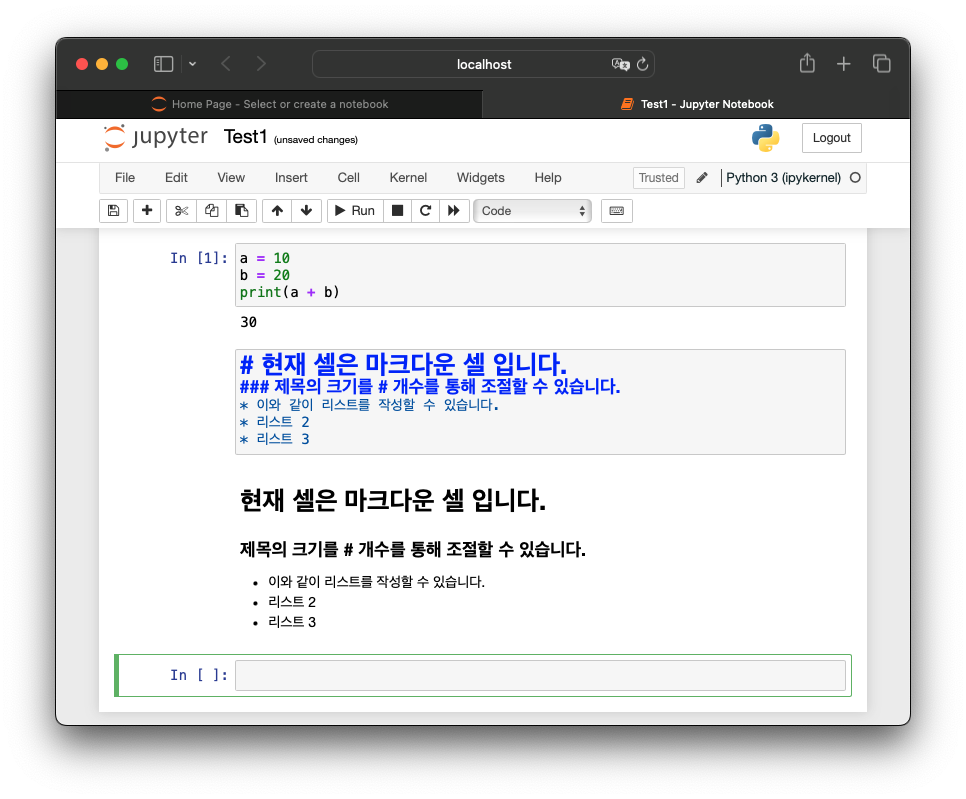 localhost
Home Page - Select or create a notebook
Test1 - Jupyter Notebook
jupyter Test1 (unsaved changes)
Logout
File Edit View Insert Cell Kernel Widgets Help Trusted Python 3 (ipykernel)
Run Code
In [1]: a = 10
b = 20
print(a + b)
30
# 현재 셀은 마크다운 셀 입니다.
### 제목의 크기를 # 개수를 통해 조절할 수 있습니다.
* 이와 같이 리스트를 작성할 수 있습니다.
* 리스트 2
* 리스트 3
현재 셀은 마크다운 셀 입니다.
제목의 크기를 # 개수를 통해 조절할 수 있습니다.
• 이와 같이 리스트를 작성할 수 있습니다.
• 리스트 2
• 리스트 3
In [ ]: